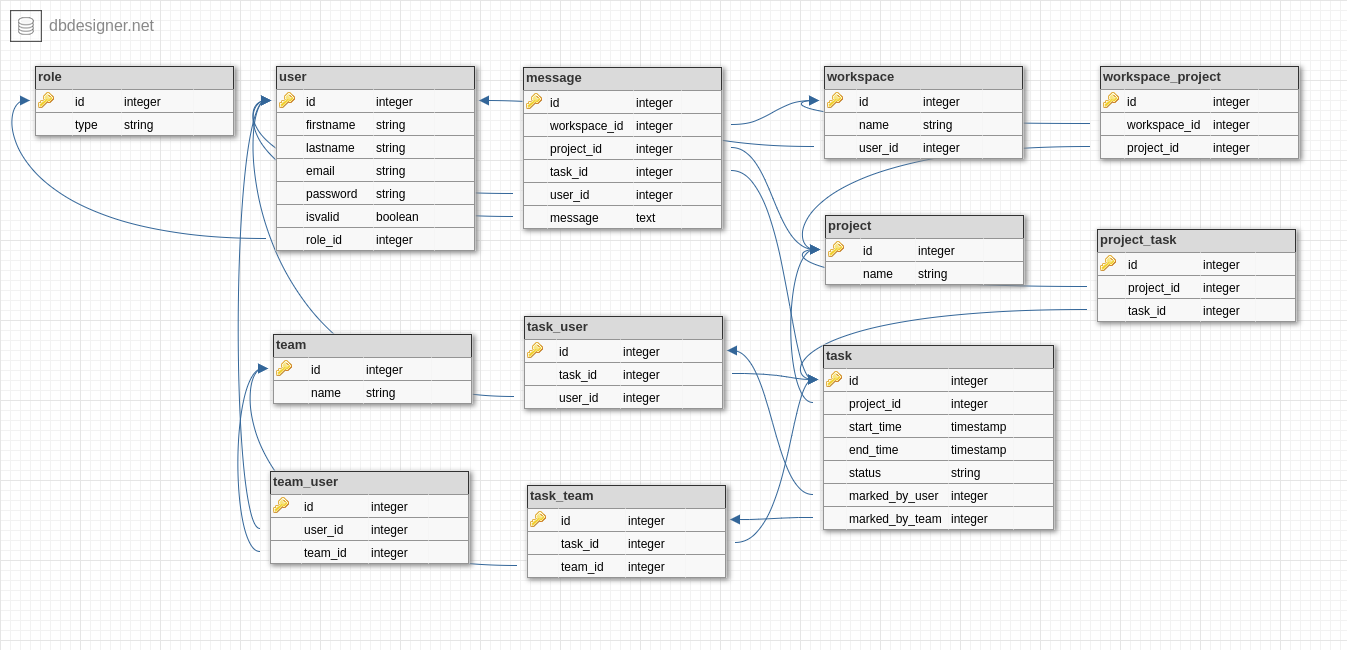 dbdesigner.net
role
id integer
type string
user
id integer
firstname string
lastname string
email string
password string
isvalid boolean
role_id integer
message
id integer
workspace_id integer
project_id integer
task_id integer
user_id integer
message text
workspace
id integer
name string
user_id integer
workspace_project
id integer
workspace_id integer
project_id integer
project
id integer
name string
project_task
id integer
project_id integer
task_id integer
team
id integer
name string
task_user
id integer
task_id integer
user_id integer
task
id integer
project_id integer
start_time timestamp
end_time timestamp
status string
marked_by_user integer
marked_by_team integer
team_user
id integer
user_id integer
team_id integer
task_team
id integer
task_id integer
team_id integer